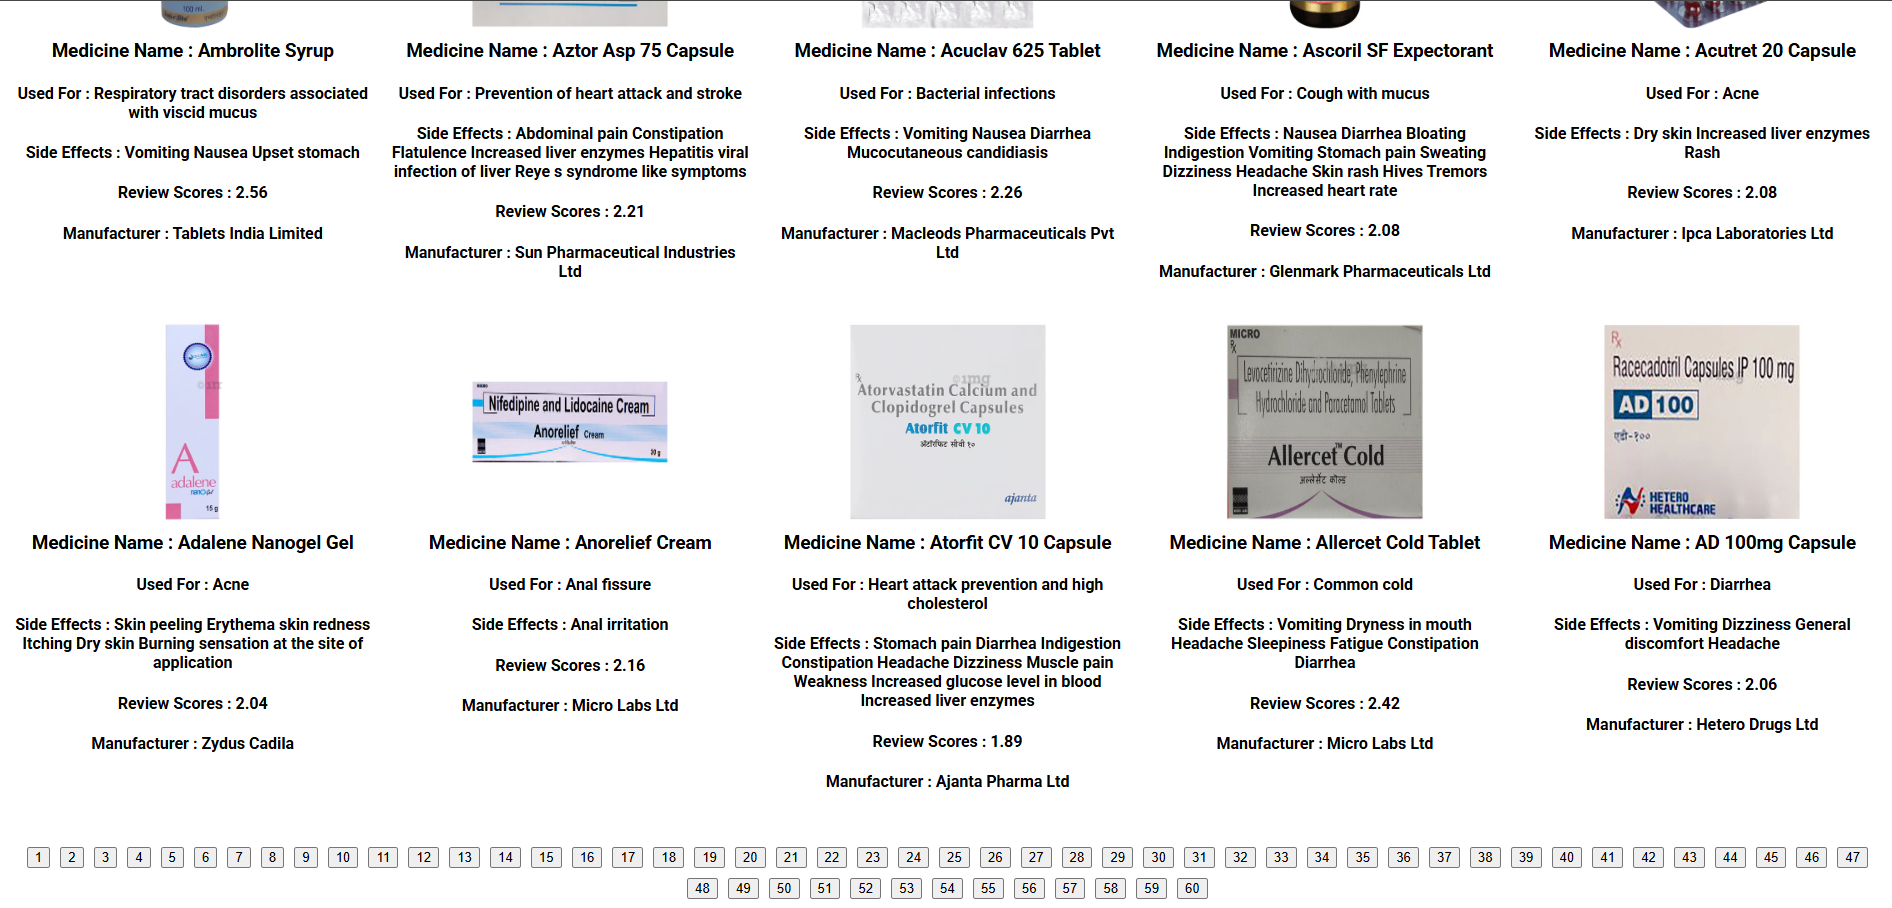 100 ml
Medicine Name : Ambrolite Syrup
Used For : Respiratory tract disorders associated
with viscid mucus
Side Effects : Vomiting Nausea Upset stomach
Review Scores : 2.56
Manufacturer : Tablets India Limited
Medicine Name : Aztor Asp 75 Capsule
Used For : Prevention of heart attack and stroke
Side Effects : Abdominal pain Constipation
Flatulence Increased liver enzymes Hepatitis viral
infection of liver Reye s syndrome like symptoms
Review Scores : 2.21
Manufacturer : Sun Pharmaceutical Industries
Ltd
Medicine Name : Acuclav 625 Tablet
Used For : Bacterial infections
Side Effects : Vomiting Nausea Diarrhea
Mucocutaneous candidiasis
Review Scores : 2.26
Manufacturer : Macleods Pharmaceuticals Pvt
Ltd
Medicine Name : Ascoril SF Expectorant
Used For : Cough with mucus
Side Effects : Nausea Diarrhea Bloating
Indigestion Vomiting Stomach pain Sweating
Dizziness Headache Skin rash Hives Tremors
Increased heart rate
Review Scores : 2.08
Manufacturer : Glenmark Pharmaceuticals Ltd
Medicine Name : Acutret 20 Capsule
Used For : Acne
Side Effects : Dry skin Increased liver enzymes
Rash
Review Scores : 2.08
Manufacturer : Ipca Laboratories Ltd
A
adalene
nanogel
15 g
Medicine Name : Adalene Nanogel Gel
Used For : Acne
Side Effects : Skin peeling Erythema skin redness
Itching Dry skin Burning sensation at the site of
application
Review Scores : 2.04
Manufacturer : Zydus Cadila
Nifedipine and Lidocaine Cream
Anorelief Cream
30 g
Medicine Name : Anorelief Cream
Used For : Anal fissure
Side Effects : Anal irritation
Review Scores : 2.16
Manufacturer : Micro Labs Ltd
Rx
1mg
Atorvastatin Calcium and
Clopidogrel Capsules
Atorfit CV 10
अ‍ॅटॉरफिट सीवी १०
ajanta
Medicine Name : Atorfit CV 10 Capsule
Used For : Heart attack prevention and high
cholesterol
Side Effects : Stomach pain Diarrhea Indigestion
Constipation Headache Dizziness Muscle pain
Weakness Increased glucose level in blood
Increased liver enzymes
Review Scores : 1.89
Manufacturer : Ajanta Pharma Ltd
MICRO
Rx
Levocetirizine Dihydrochloride, Phenylephrine
Hydrochloride and Paracetamol Tablets
Allercet™ Cold
अल्लेर्सेट कोल्ड
Medicine Name : Allercet Cold Tablet
Used For : Common cold
Side Effects : Vomiting Dryness in mouth
Headache Sleepiness Fatigue Constipation
Diarrhea
Review Scores : 2.42
Manufacturer : Micro Labs Ltd
Rx
Racecadotril Capsules IP 100 mg
AD 100
एडी-१००
HETERO
HEALTHCARE
Medicine Name : AD 100mg Capsule
Used For : Diarrhea
Side Effects : Vomiting Dizziness General
discomfort Headache
Review Scores : 2.06
Manufacturer : Hetero Drugs Ltd
1 2 3 4 5 6 7 8 9 10 11 12 13 14 15 16 17 18 19 20 21 22 23 24 25 26 27 28 29 30 31 32 33 34 35 36 37 38 39 40 41 42 43 44 45 46 47
48 49 50 51 52 53 54 55 56 57 58 59 60